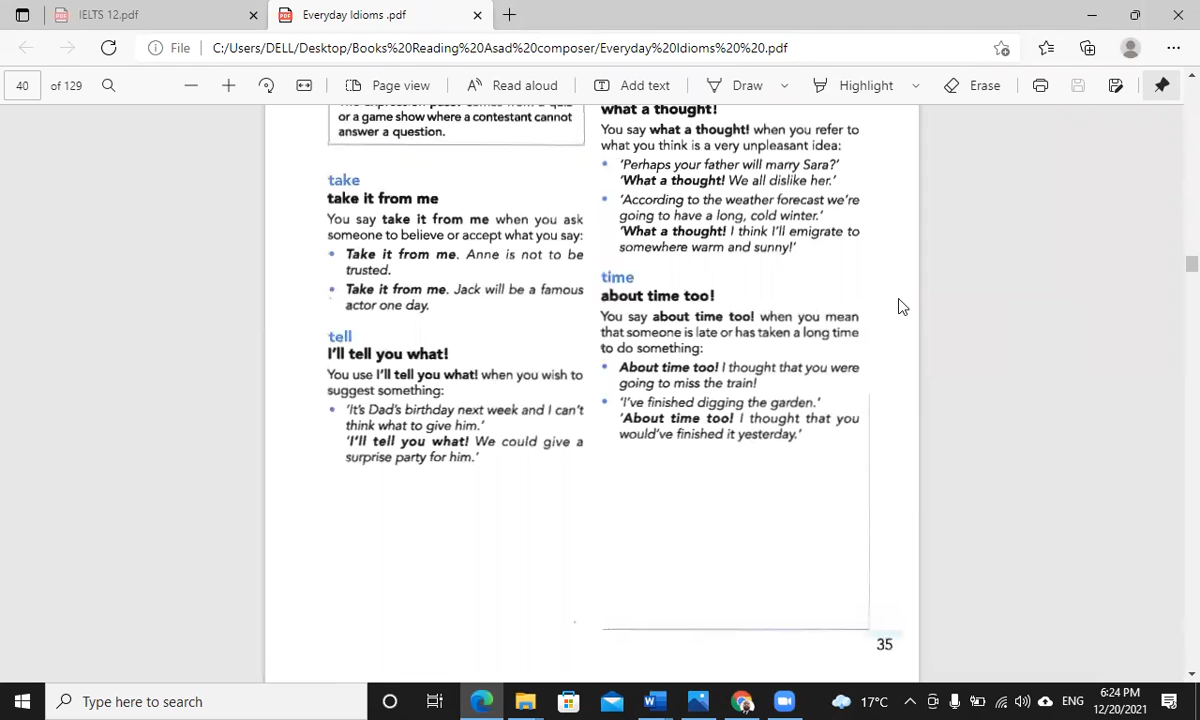 IELTS 12.pdf
Everyday Idioms .pdf
File
C:/Users/DELL/Desktop/Books%20Reading%20Asad%20composer/Everyday%20Idioms%20%20.pdf
40 of 129
Page view
Read aloud
Add text
Draw
Highlight
Erase
or a game show where a contestant cannot
answer a question.
take
take it from me
You say take it from me when you ask
someone to believe or accept what you say:
• Take it from me. Anne is not to be
trusted.
• Take it from me. Jack will be a famous
actor one day.
tell
I'll tell you what!
You use I'll tell you what! when you wish to
suggest something:
• 'It's Dad's birthday next week and I can't
think what to give him.'
'I'll tell you what! We could give a
surprise party for him.'
what a thought!
You say what a thought! when you refer to
what you think is a very unpleasant idea:
• 'Perhaps your father will marry Sara?'
'What a thought! We all dislike her.'
• 'According to the weather forecast we're
going to have a long, cold winter.'
'What a thought! I think I'll emigrate to
somewhere warm and sunny!'
time
about time too!
You say about time too! when you mean
that someone is late or has taken a long time
to do something:
• About time too! I thought that you were
going to miss the train!
• 'I've finished digging the garden.'
'About time too! I thought that you
would've finished it yesterday.'
35
Type here to search
17°C
ENG
6:24 PM
12/20/2021